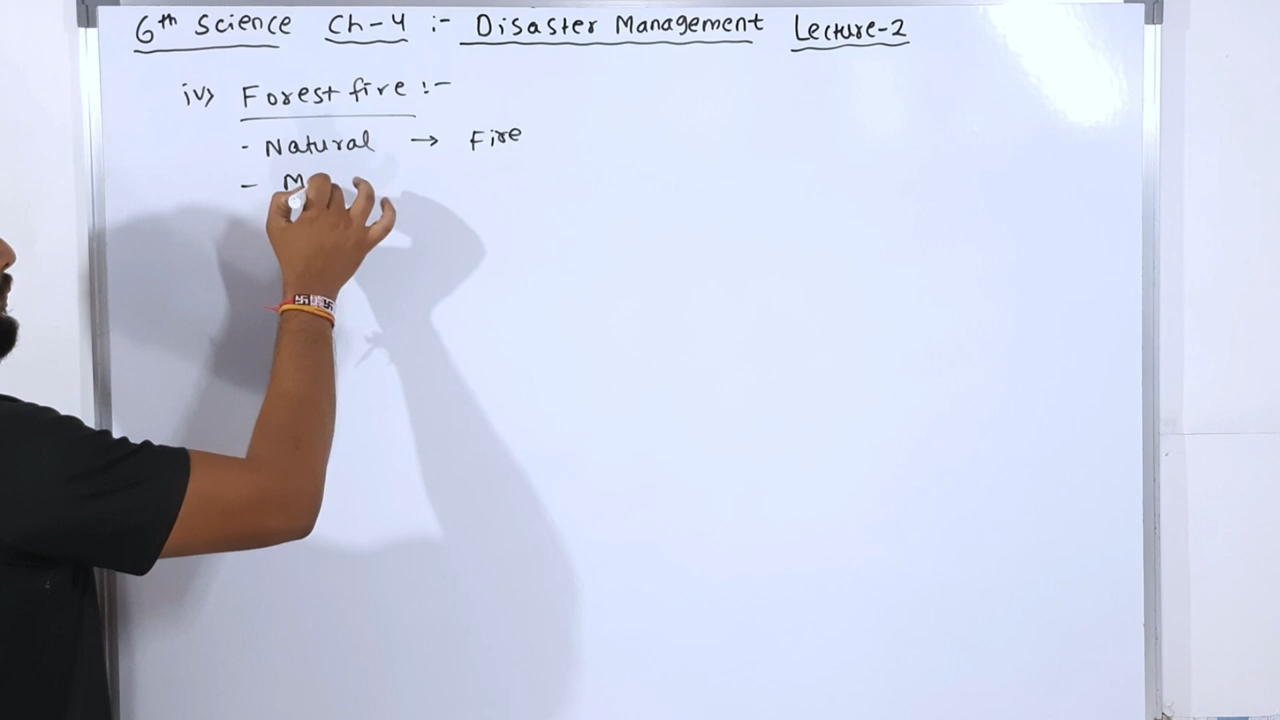 6th Science Ch-4 :- Disaster Management Lecture-2
iv) Forest fire :-
- Natural → Fire
- M